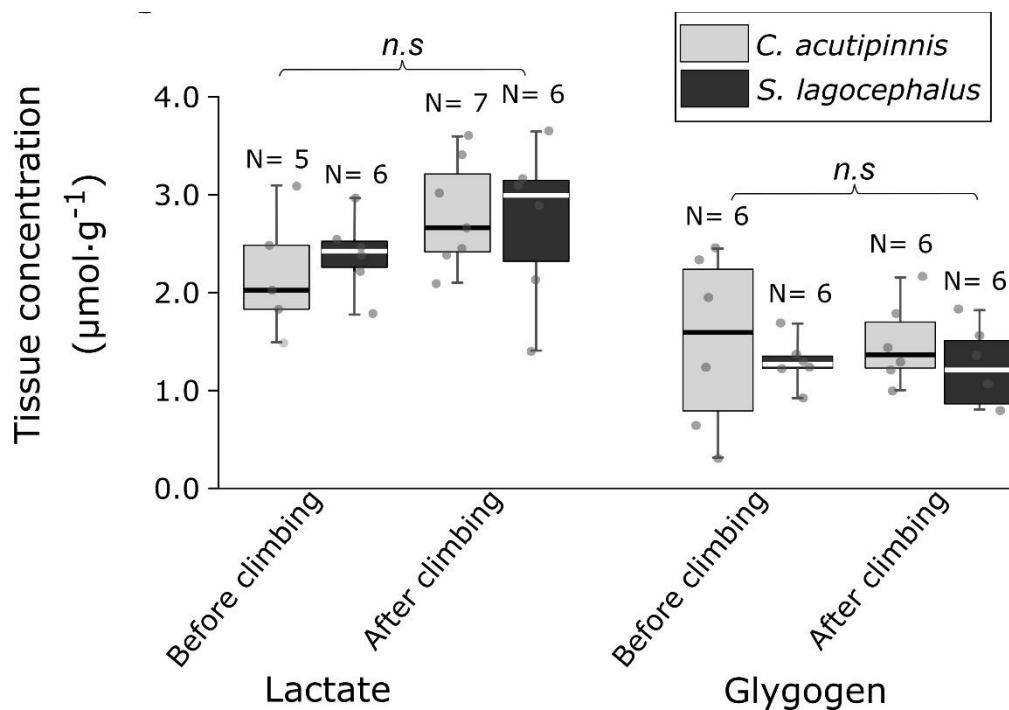 C. acutipinnis
S. lagocephalus
n.s
Tissue concentration
(µmol·g⁻¹)
4.0
3.0
2.0
1.0
0.0
N= 5
N= 6
N= 7
N= 6
n.s
N= 6
N= 6
N= 6
N= 6
Before climbing
After climbing
Before climbing
After climbing
Lactate
Glygogen